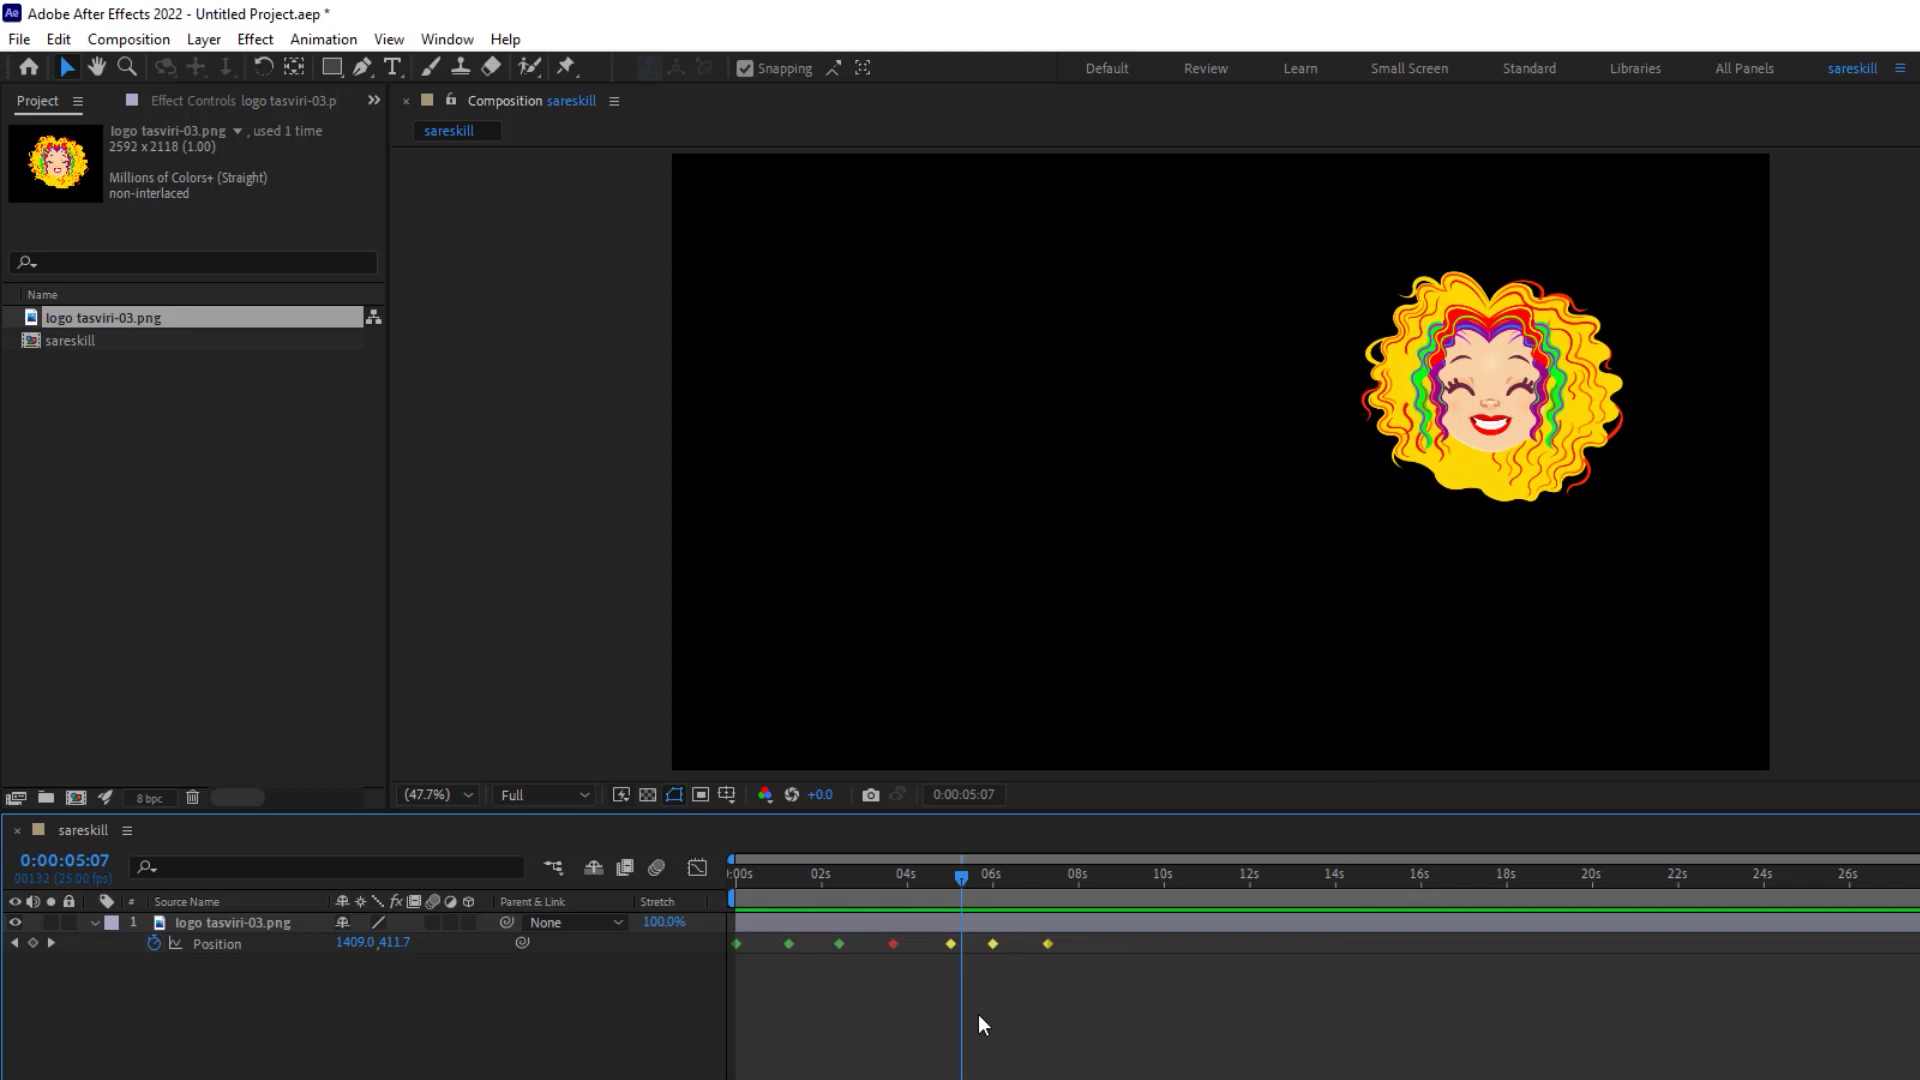 Ae Adobe After Effects 2022 - Untitled Project.aep *
File Edit Composition Layer Effect Animation View Window Help
Snapping Default Review Learn Small Screen Standard Libraries All Panels sareskill
Project Effect Controls logo tasviri-03.p Composition sareskill
logo tasviri-03.png , used 1 time
2592 x 2118 (1.00)
Millions of Colors+ (Straight)
non-interlaced
sareskill
Name
logo tasviri-03.png
sareskill
8 bpc
(47.7%) Full +0.0 0:00:05:07
sareskill
0:00:05:07
00132 (25.00 fps)
:00s 02s 04s 06s 08s 10s 12s 14s 16s 18s 20s 22s 24s 26s
# Source Name fx Parent & Link Stretch
1 logo tasviri-03.png None 100.0%
Position 1409.0,411.7